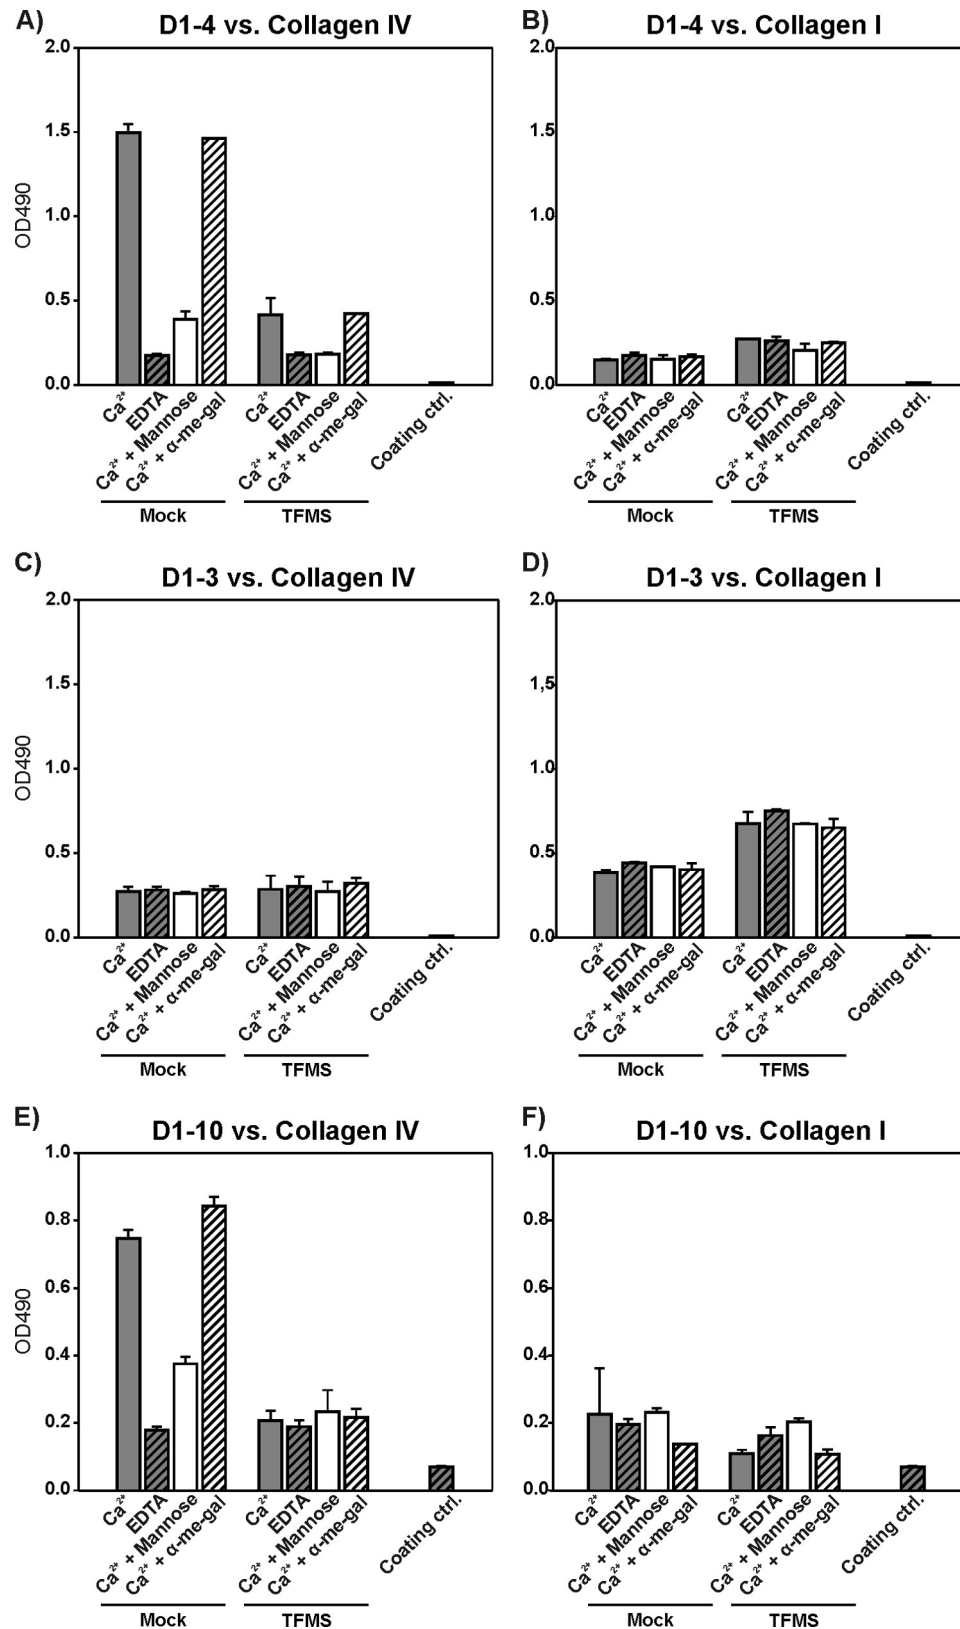 A) D1-4 vs. Collagen IV
2.0
1.5
1.0
0.5
0.0
OD490
Ca²⁺
EDTA
Ca²⁺ + Mannose
Ca²⁺ + α-me-gal
Ca²⁺
EDTA
Ca²⁺ + Mannose
Ca²⁺ + α-me-gal
Coating ctrl.
Mock
TFMS
B) D1-4 vs. Collagen I
2.0
1,5
1.0
0.5
0.0
Ca²⁺
EDTA
Ca²⁺ + Mannose
Ca²⁺ + α-me-gal
Ca²⁺
EDTA
Ca²⁺ + Mannose
Ca²⁺ + α-me-gal
Coating ctrl.
Mock
TFMS
C) D1-3 vs. Collagen IV
2.0
1.5
1.0
0.5
0.0
OD490
Ca²⁺
EDTA
Ca²⁺ + Mannose
Ca²⁺ + α-me-gal
Ca²⁺
EDTA
Ca²⁺ + Mannose
Ca²⁺ + α-me-gal
Coating ctrl.
Mock
TFMS
D) D1-3 vs. Collagen I
2.0
1,5
1.0
0.5
0.0
Ca²⁺
EDTA
Ca²⁺ + Mannose
Ca²⁺ + α-me-gal
Ca²⁺
EDTA
Ca²⁺ + Mannose
Ca²⁺ + α-me-gal
Coating ctrl.
Mock
TFMS
E) D1-10 vs. Collagen IV
1.0
0.8
0.6
0.4
0.2
0.0
OD490
Ca²⁺
EDTA
Ca²⁺ + Mannose
Ca²⁺ + α-me-gal
Ca²⁺
EDTA
Ca²⁺ + Mannose
Ca²⁺ + α-me-gal
Coating ctrl.
Mock
TFMS
F) D1-10 vs. Collagen I
1.0
0.8
0.6
0.4
0.2
0.0
Ca²⁺
EDTA
Ca²⁺ + Mannose
Ca²⁺ + α-me-gal
Ca²⁺
EDTA
Ca²⁺ + Mannose
Ca²⁺ + α-me-gal
Coating ctrl.
Mock
TFMS